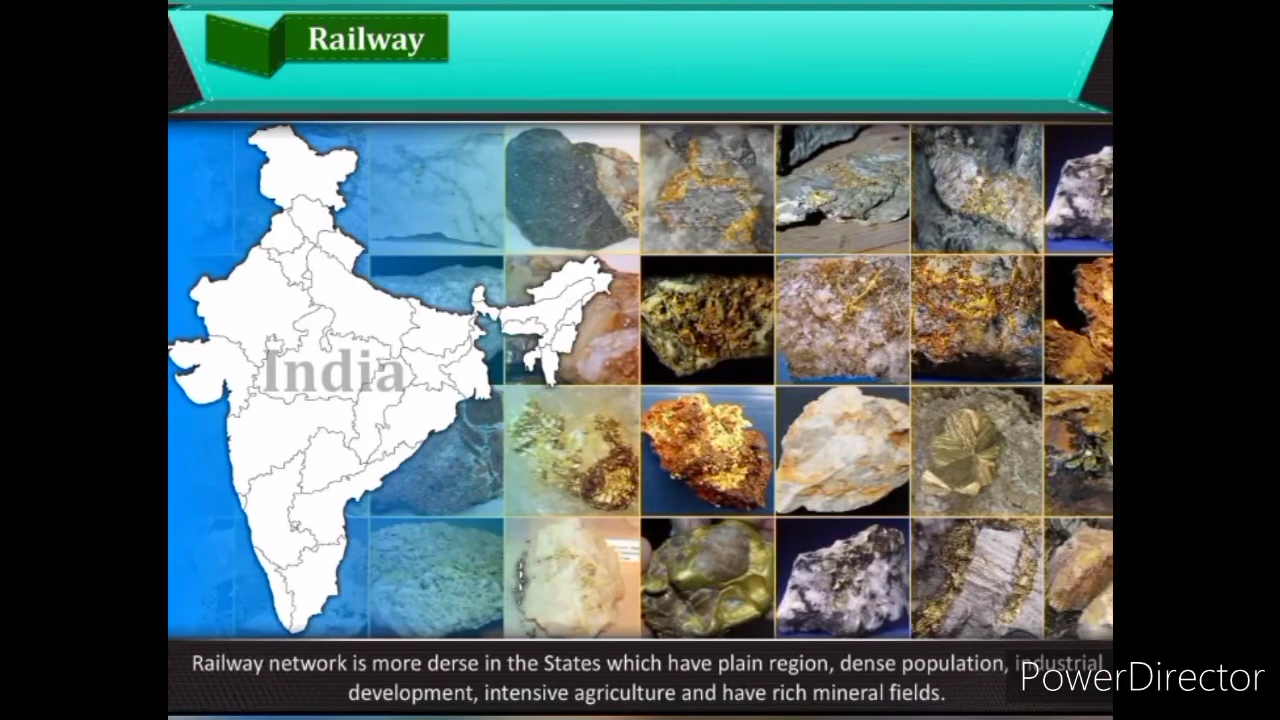 Railway
India
Railway network is more derse in the States which have plain region, dense population, industrial
development, intensive agriculture and have rich mineral fields.
PowerDirector